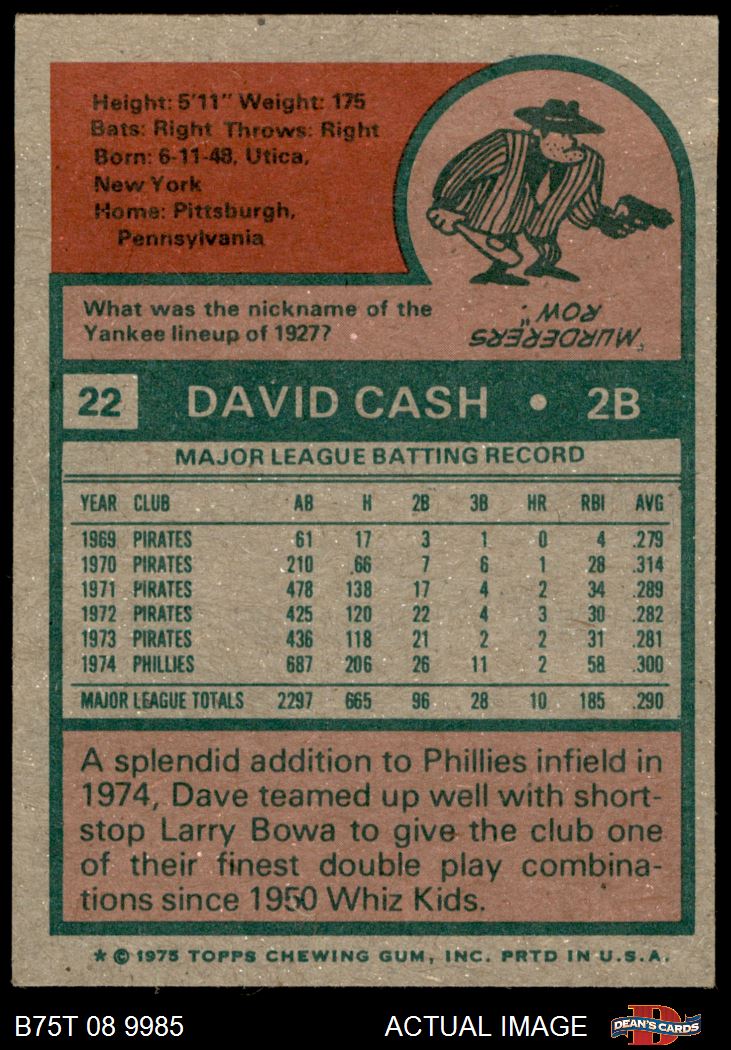 Height: 5'11" Weight: 175
Bats: Right Throws: Right
Born: 6-11-48, Utica,
New York
Home: Pittsburgh,
Pennsylvania
What was the nickname of the
Yankee lineup of 1927?
"MURDERERS
ROW."
22 DAVID CASH • 2B
MAJOR LEAGUE BATTING RECORD
YEAR CLUB AB H 2B 3B HR RBI AVG
1969 PIRATES 61 17 3 1 0 4 .279
1970 PIRATES 210 66 7 6 1 28 .314
1971 PIRATES 478 138 17 4 2 34 .289
1972 PIRATES 425 120 22 4 3 30 .282
1973 PIRATES 436 118 21 2 2 31 .281
1974 PHILLIES 687 206 26 11 2 58 .300
MAJOR LEAGUE TOTALS 2297 665 96 28 10 185 .290
A splendid addition to Phillies infield in
1974, Dave teamed up well with short-
stop Larry Bowa to give the club one
of their finest double play combina-
tions since 1950 Whiz Kids.
* © 1975 TOPPS CHEWING GUM, INC. PRTD IN U.S.A.
B75T 08 9985 ACTUAL IMAGE DEAN'S CARDS